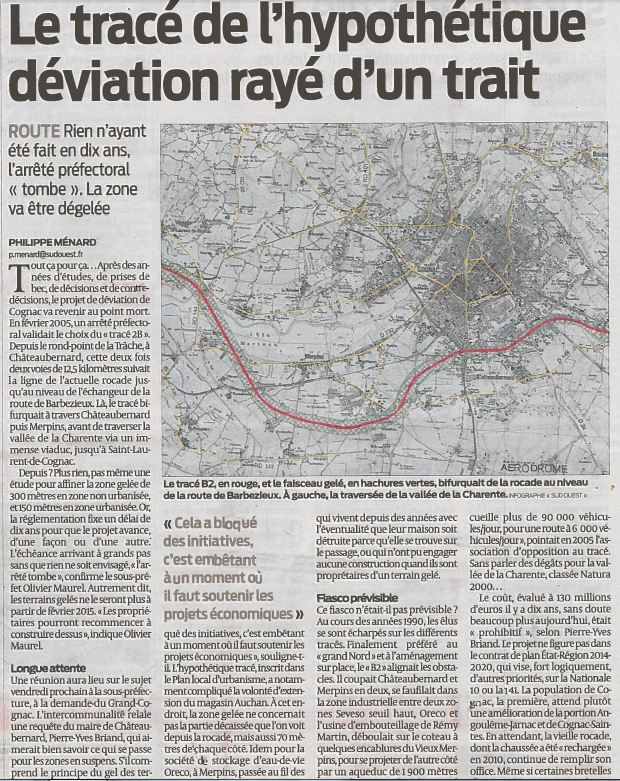 Le tracé de l'hypothétique
déviation rayé d'un trait
ROUTE Rien n'ayant
été fait en dix ans,
l'arrêté préfectoral
« tombe ». La zone
va être dégelée
PHILIPPE MÉNARD
p.menard@sudouest.fr
Tout ça pour ça… Après des an-
nées d'études, de prises de
bec, de décisions et de contre-
décisions, le projet de déviation de
Cognac va revenir au point mort.
En février 2005, un arrêté préfecto-
ral validait le choix du « tracé 2B ».
Depuis le rond-point de la Trâche, à
Châteaubernard, cette deux fois
deux voies de 12,5 kilomètres suivait
la ligne de l'actuelle rocade jus-
qu'au niveau de l'échangeur de la
route de Barbezieux. Là, le tracé bi-
furquait à travers Châteaubernard
puis Merpins, avant de traverser la
vallée de la Charente via un im-
mense viaduc, jusqu'à Saint-Lau-
rent-de-Cognac.
Depuis ? Plus rien, pas même une
étude pour affiner la zone gelée de
300 mètres en zone non urbanisée,
et 150 mètres en zone urbanisée. Or,
la réglementation fixe un délai de
dix ans pour que le projet avance,
d'une façon ou d'une autre.
L'échéance arrivant à grands pas
sans que rien ne soit envisagé, « l'ar-
rêté tombe », confirme le sous-pré-
fet Olivier Maurel. Autrement dit,
les terrains gelés ne le seront plus à
partir de février 2015. « Les proprié-
taires pourront recommencer à
construire dessus », indique Olivier
Maurel.
Longue attente
Une réunion aura lieu sur le sujet
vendredi prochain à la sous-préfec-
ture, à la demande du Grand-Co-
gnac. L'intercommunalité relaie
une requête du maire de Château-
bernard, Pierre-Yves Briand, qui ai-
merait bien savoir ce qui se passe
pour les zones en suspens. S'il com-
prend le principe du gel des ter-
Merpins
Châteaubernard
AÉRODROME
Le tracé B2, en rouge, et le faisceau gelé, en hachures vertes, bifurquait de la rocade au niveau
de la route de Barbezieux. À gauche, la traversée de la vallée de la Charente. INFOGRAPHIE « SUD OUEST »
« Cela a bloqué
des initiatives,
c'est embêtant
à un moment où
il faut soutenir les
projets économiques »
qué des initiatives, c'est embêtant à
un moment où il faut soutenir les
projets économiques », souligne-t-
il. L'hypothétique tracé, inscrit dans
le Plan local d'urbanisme, a notam-
ment compliqué la volonté d'exten-
sion du magasin Auchan. À cet en-
droit, la zone gelée ne concernait
pas la partie décaissée que l'on voit
depuis la rocade, mais aussi 70 mè-
tres de chaque côté. Idem pour la
société de stockage d'eau-de-vie
Oreco, à Merpins, passée au fil des
qui vivent depuis des années avec
l'éventualité que leur maison soit
détruite parce qu'elle se trouve sur
le passage, ou qui n'ont pu engager
aucune construction quand ils sont
propriétaires d'un terrain gelé.
Fiasco prévisible
Ce fiasco n'était-il pas prévisible ?
Au cours des années 1990, les élus
se sont écharpés sur les différents
tracés. Finalement préféré au
« grand Nord » et à l'aménagement
sur place, le « B2 » alignait les obsta-
cles. Il coupait Châteaubernard et
Merpins en deux, se faufilait dans
la zone industrielle entre deux zo-
nes Seveso seuil haut, Oreco et
l'usine d'embouteillage de Rémy
Martin, déboulait sur le coteau à
quelques encablures du Vieux Mer-
pins, pour se projeter de l'autre côté
par un aqueduc de 1 900 mètres
cueille plus de 90 000 véhicu-
les/jour, pour une route à 6 000 vé-
hicules/jour », pointait en 2005 l'as-
sociation d'opposition au tracé.
Sans parler des dégâts pour la val-
lée de la Charente, classée Natura
2000…
Le coût, évalué à 130 millions
d'euros il y a dix ans, sans doute
beaucoup plus aujourd'hui, était
« prohibitif », selon Pierre-Yves
Briand. Le projet ne figure pas dans
le contrat de plan État-Région 2014-
2020, qui vise, fort logiquement,
d'autres priorités, sur la Nationale
10 ou la 141. La population de Co-
gnac, la première, attend plutôt
une amélioration de la portion An-
goulême-Jarnac et de Cognac-Sain-
tes. En attendant, la vieille rocade,
dont la chaussée a été « rechargée »
en 2010, continue de remplir son
office. Même si certaines bretelles